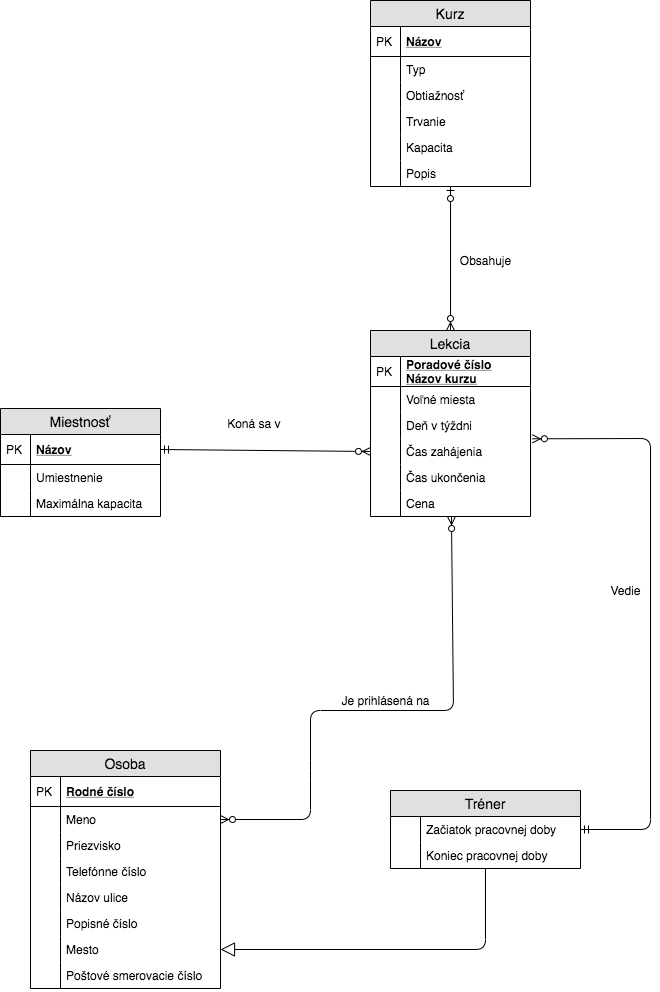 Kurz
PK Názov
Typ
Obtiažnosť
Trvanie
Kapacita
Popis
Obsahuje
Lekcia
PK Poradové číslo
Názov kurzu
Voľné miesta
Deň v týždni
Čas zahájenia
Čas ukončenia
Cena
Koná sa v
Miestnosť
PK Názov
Umiestnenie
Maximálna kapacita
Vedie
Je prihlásená na
Osoba
PK Rodné číslo
Meno
Priezvisko
Telefónne číslo
Názov ulice
Popisné číslo
Mesto
Poštové smerovacie číslo
Tréner
Začiatok pracovnej doby
Koniec pracovnej doby